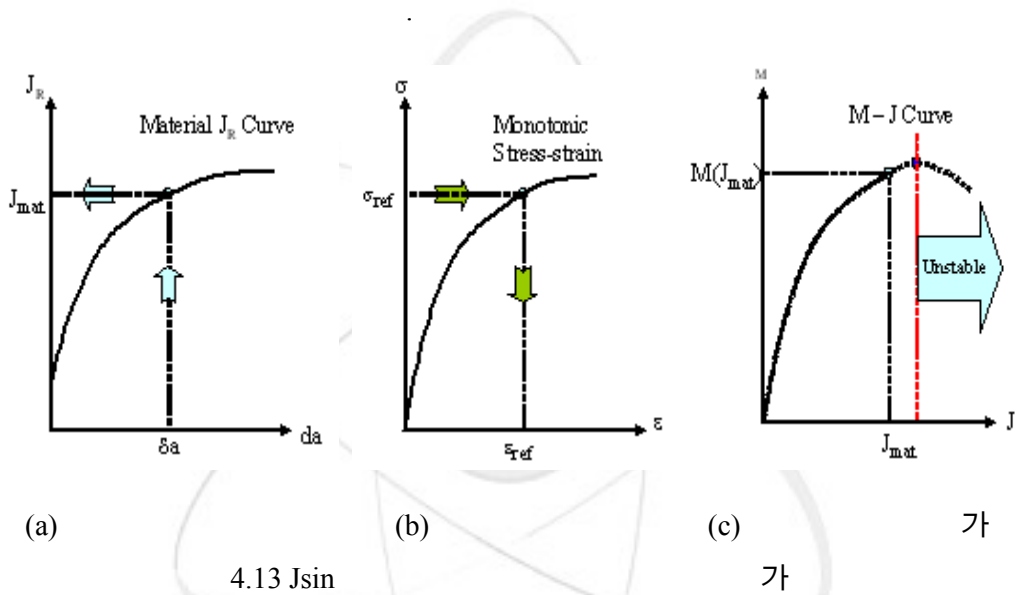 J_R
Material J_R Curve
J_mat
δa
da
σ
Monotonic
Stress-strain
σ_ref
ε_ref
ε
M
M – J Curve
M(J_mat)
Unstable
J_mat
J
(a) (b) (c) 가
4.13 Jsin 가